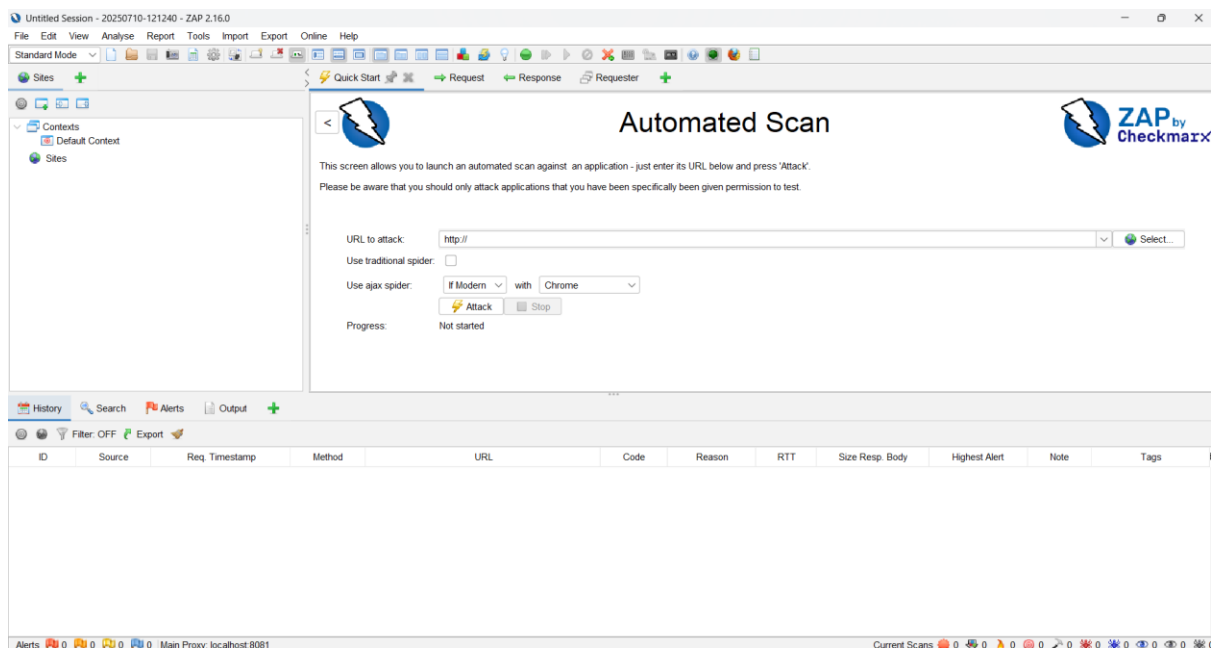 Untitled Session - 20250710-121240 - ZAP 2.16.0
File Edit View Analyse Report Tools Import Export Online Help
Standard Mode
Sites
Quick Start Request Response Requester
Contexts
Default Context
Sites
<
Automated Scan
ZAP by
Checkmarx
This screen allows you to launch an automated scan against an application - just enter its URL below and press 'Attack'.
Please be aware that you should only attack applications that you have been specifically been given permission to test.
URL to attack: http:// Select...
Use traditional spider:
Use ajax spider: If Modern with Chrome
Attack Stop
Progress: Not started
History Search Alerts Output
Filter: OFF Export
ID Source Req. Timestamp Method URL Code Reason RTT Size Resp. Body Highest Alert Note Tags
Alerts 0 0 0 0 Main Proxy: localhost:8081 Current Scans 0 0 0 0 0 0 0 0 0 0